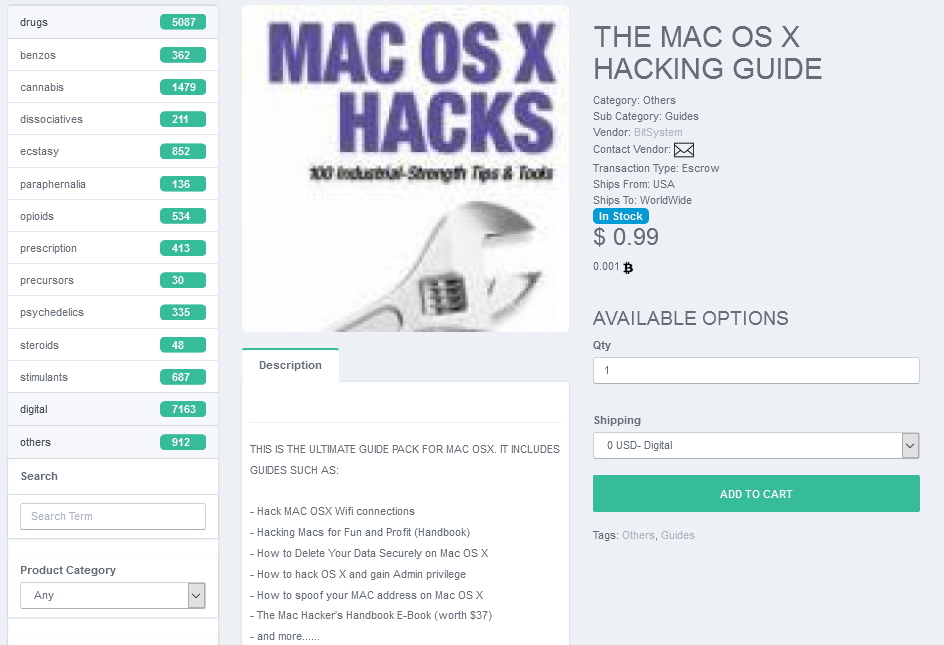 drugs 5087
benzos 362
cannabis 1479
dissociatives 211
ecstasy 852
paraphernalia 136
opioids 534
prescription 413
precursors 30
psychedelics 335
steroids 48
stimulants 687
digital 7163
others 912
Search
Search Term
Product Category
Any
MAC OS X
HACKS
100 Industrial-Strength Tips & Tools
Description
THIS IS THE ULTIMATE GUIDE PACK FOR MAC OSX. IT INCLUDES
GUIDES SUCH AS:
- Hack MAC OSX Wifi connections
- Hacking Macs for Fun and Profit (Handbook)
- How to Delete Your Data Securely on Mac OS X
- How to hack OS X and gain Admin privilege
- How to spoof your MAC address on Mac OS X
- The Mac Hacker's Handbook E-Book (worth $37)
- and more......
THE MAC OS X
HACKING GUIDE
Category: Others
Sub Category: Guides
Vendor: BitSystem
Contact Vendor:
Transaction Type: Escrow
Ships From: USA
Ships To: WorldWide
In Stock
$ 0.99
0.001
AVAILABLE OPTIONS
Qty
1
Shipping
0 USD- Digital
ADD TO CART
Tags: Others, Guides